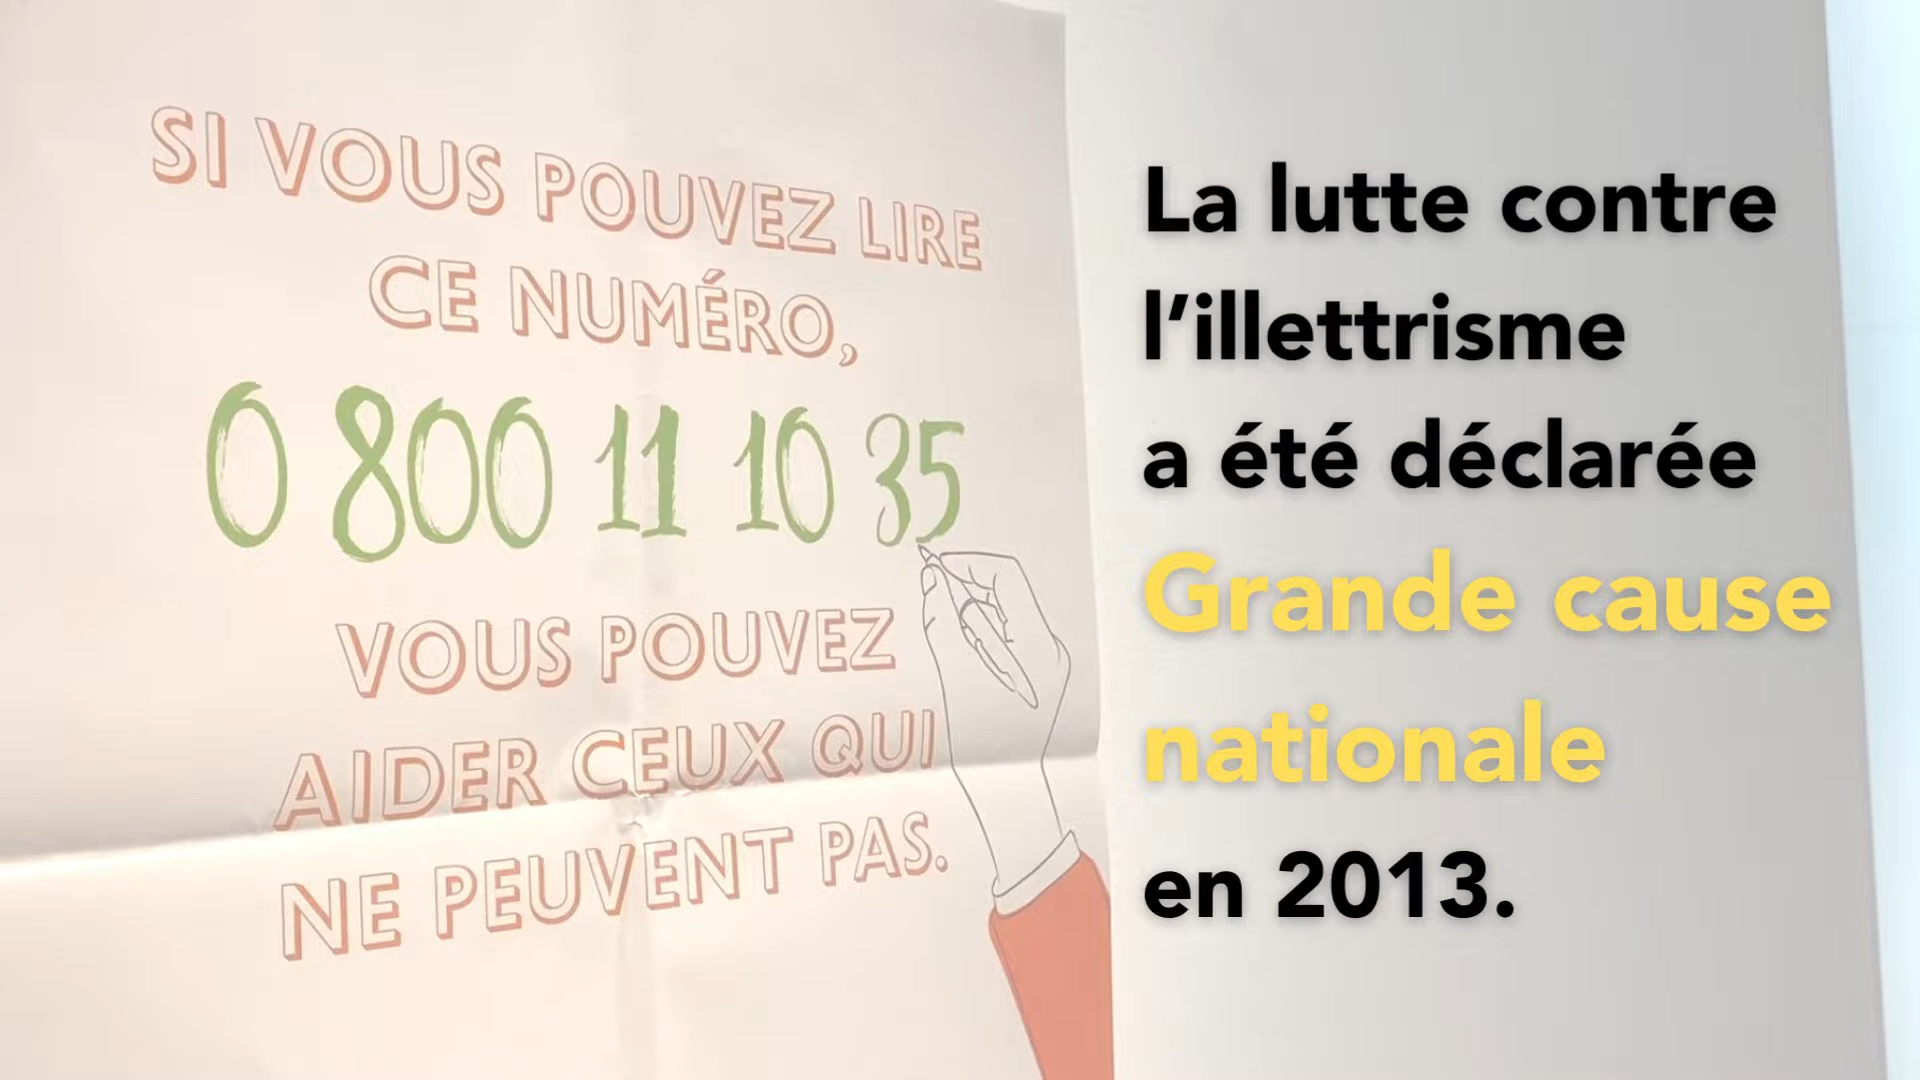 SI VOUS POUVEZ LIRE
CE NUMÉRO,
0 800 11 10 35
VOUS POUVEZ
AIDER CEUX QUI
NE PEUVENT PAS.
La lutte contre
l’illettrisme
a été déclarée
Grande cause
nationale
en 2013.